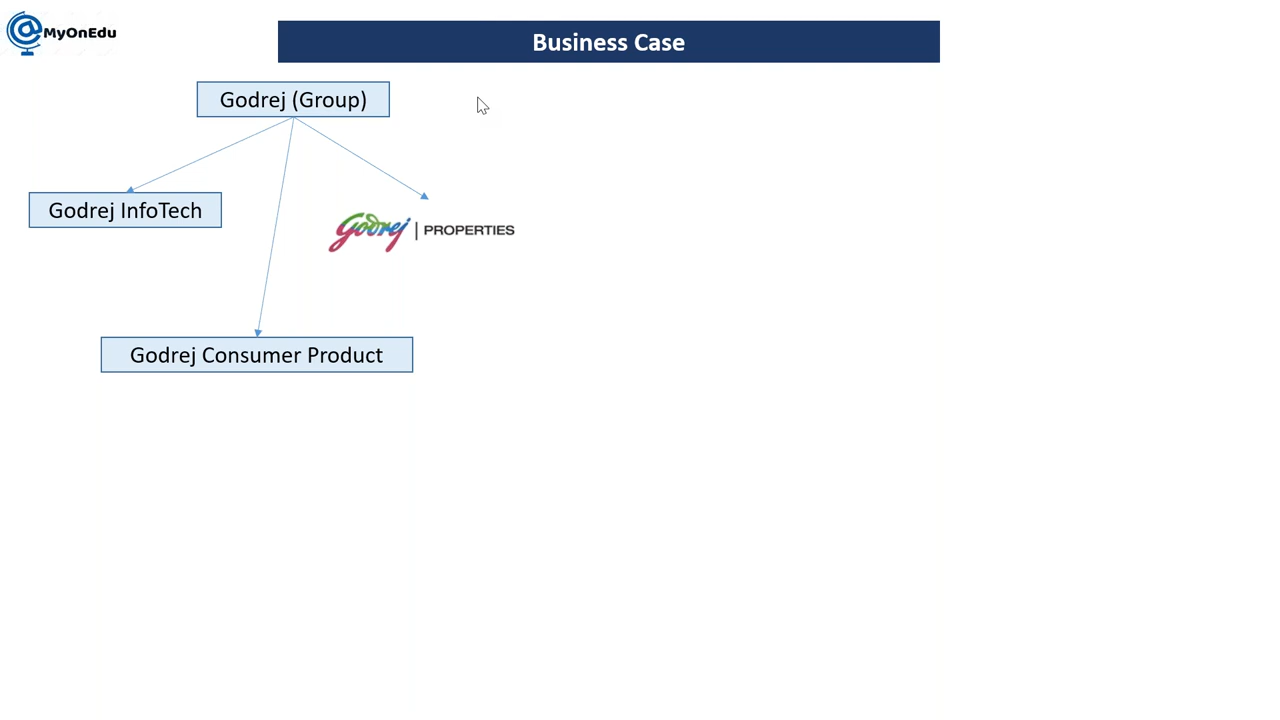 MyOnEdu
Business Case
Godrej (Group)
Godrej InfoTech
Godrej | PROPERTIES
Godrej Consumer Product